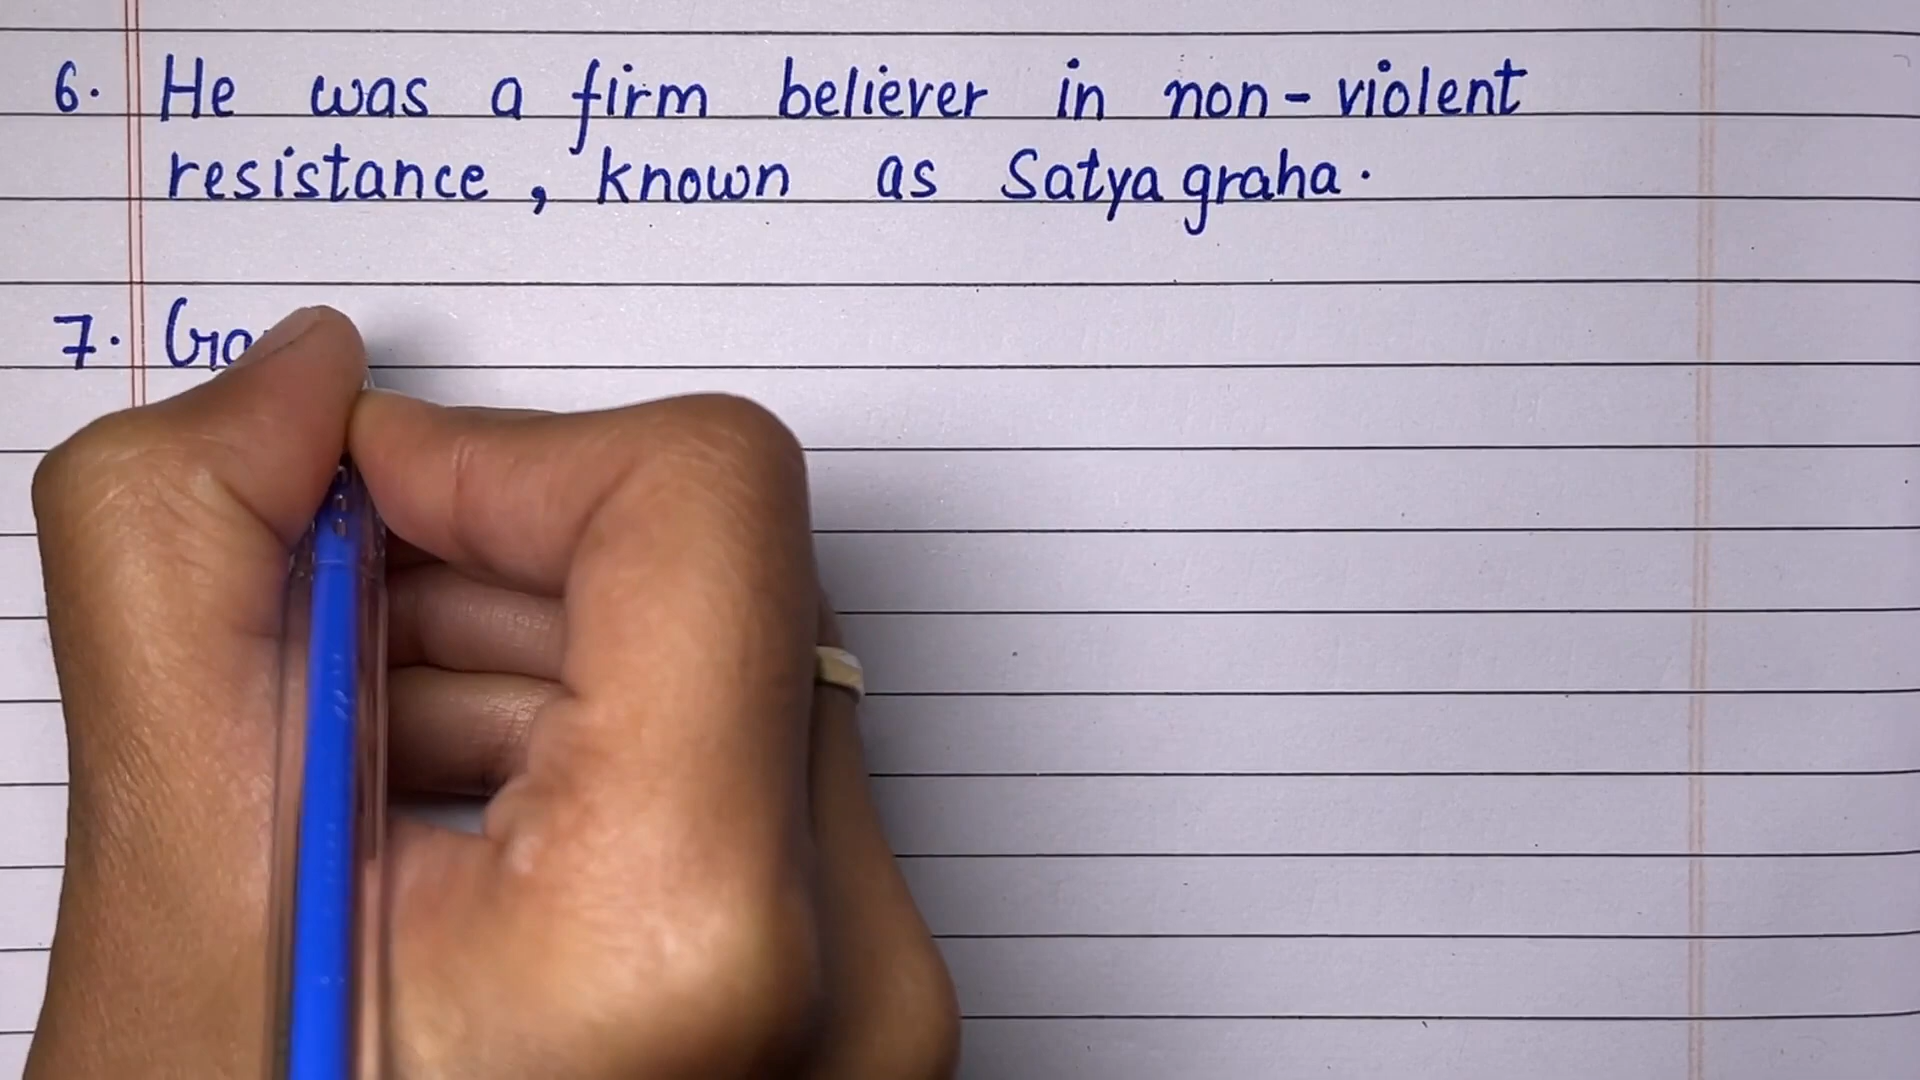 6. He was a firm believer in non-violent
resistance, known as Satyagraha.
7.